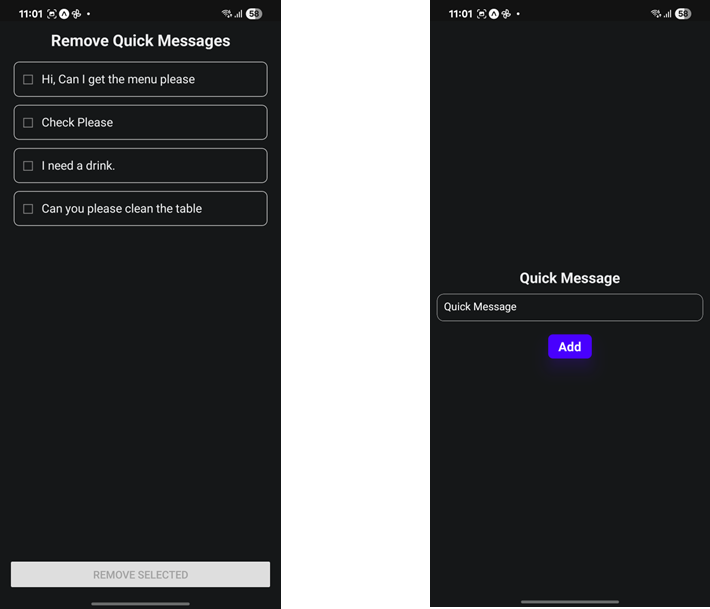 11:01
58
Remove Quick Messages
Hi, Can I get the menu please
Check Please
I need a drink.
Can you please clean the table
REMOVE SELECTED
11:01
58
Quick Message
Quick Message
Add